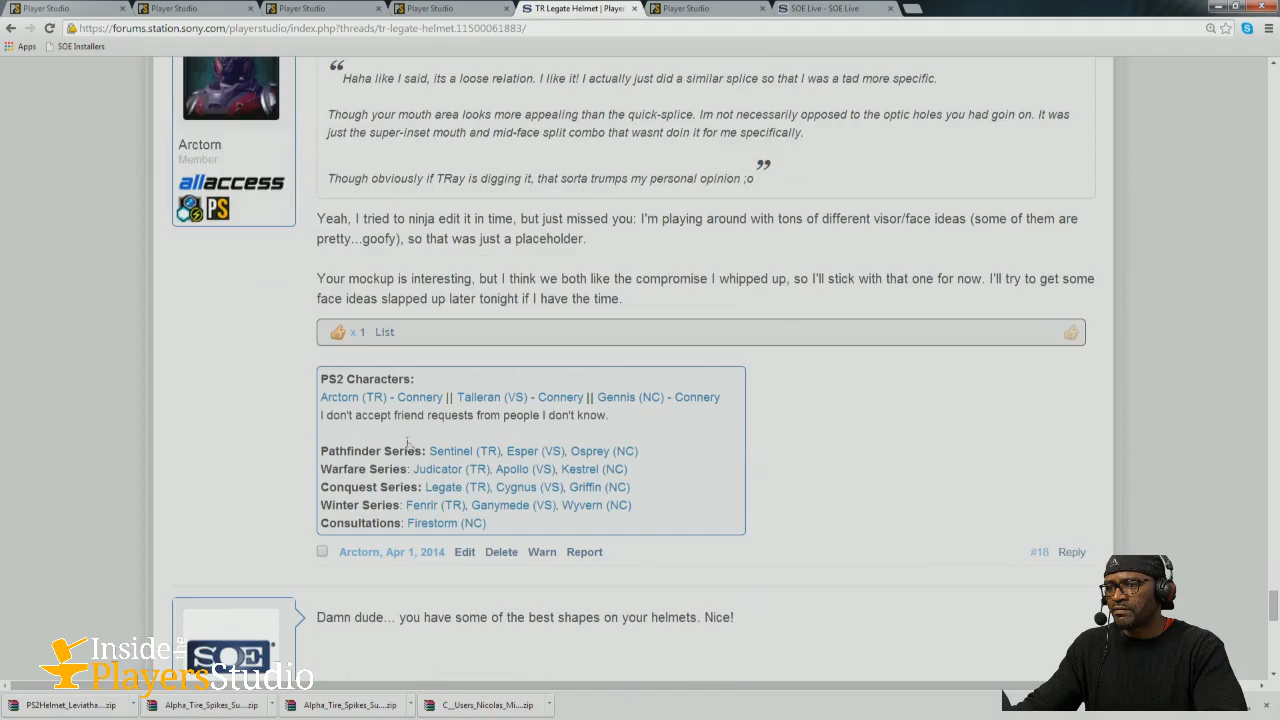 Player Studio
Player Studio
Player Studio
Player Studio
TR Legate Helmet | Player
Player Studio
SOE Live - SOE Live
https://forums.station.sony.com/playerstudio/index.php?threads/tr-legate-helmet.11500061883/
Apps
SOE Installers
“
Haha like I said, its a loose relation. I like it! I actually just did a similar splice so that I was a tad more specific.
Though your mouth area looks more appealing than the quick-splice. Im not necessarily opposed to the optic holes you had goin on. It was
just the super-inset mouth and mid-face split combo that wasnt doin it for me specifically.
Though obviously if TRay is digging it, that sorta trumps my personal opinion ;o
”
Arctorn
Member
allaccess
PS
Yeah, I tried to ninja edit it in time, but just missed you: I'm playing around with tons of different visor/face ideas (some of them are
pretty...goofy), so that was just a placeholder.
Your mockup is interesting, but I think we both like the compromise I whipped up, so I'll stick with that one for now. I'll try to get some
face ideas slapped up later tonight if I have the time.
x 1 List
PS2 Characters:
Arctorn (TR) - Connery || Talleran (VS) - Connery || Gennis (NC) - Connery
I don't accept friend requests from people I don't know.
Pathfinder Series: Sentinel (TR), Esper (VS), Osprey (NC)
Warfare Series: Judicator (TR), Apollo (VS), Kestrel (NC)
Conquest Series: Legate (TR), Cygnus (VS), Griffin (NC)
Winter Series: Fenrir (TR), Ganymede (VS), Wyvern (NC)
Consultations: Firestorm (NC)
Arctorn, Apr 1, 2014 Edit Delete Warn Report
#18 Reply
Damn dude... you have some of the best shapes on your helmets. Nice!
SOE
Inside the
PlayersStudio
PS2Helmet_Leviatha....zip
Alpha_Tire_Spikes_Su....zip
Alpha_Tire_Spikes_Su....zip
C__Users_Nicolas_Mi....zip